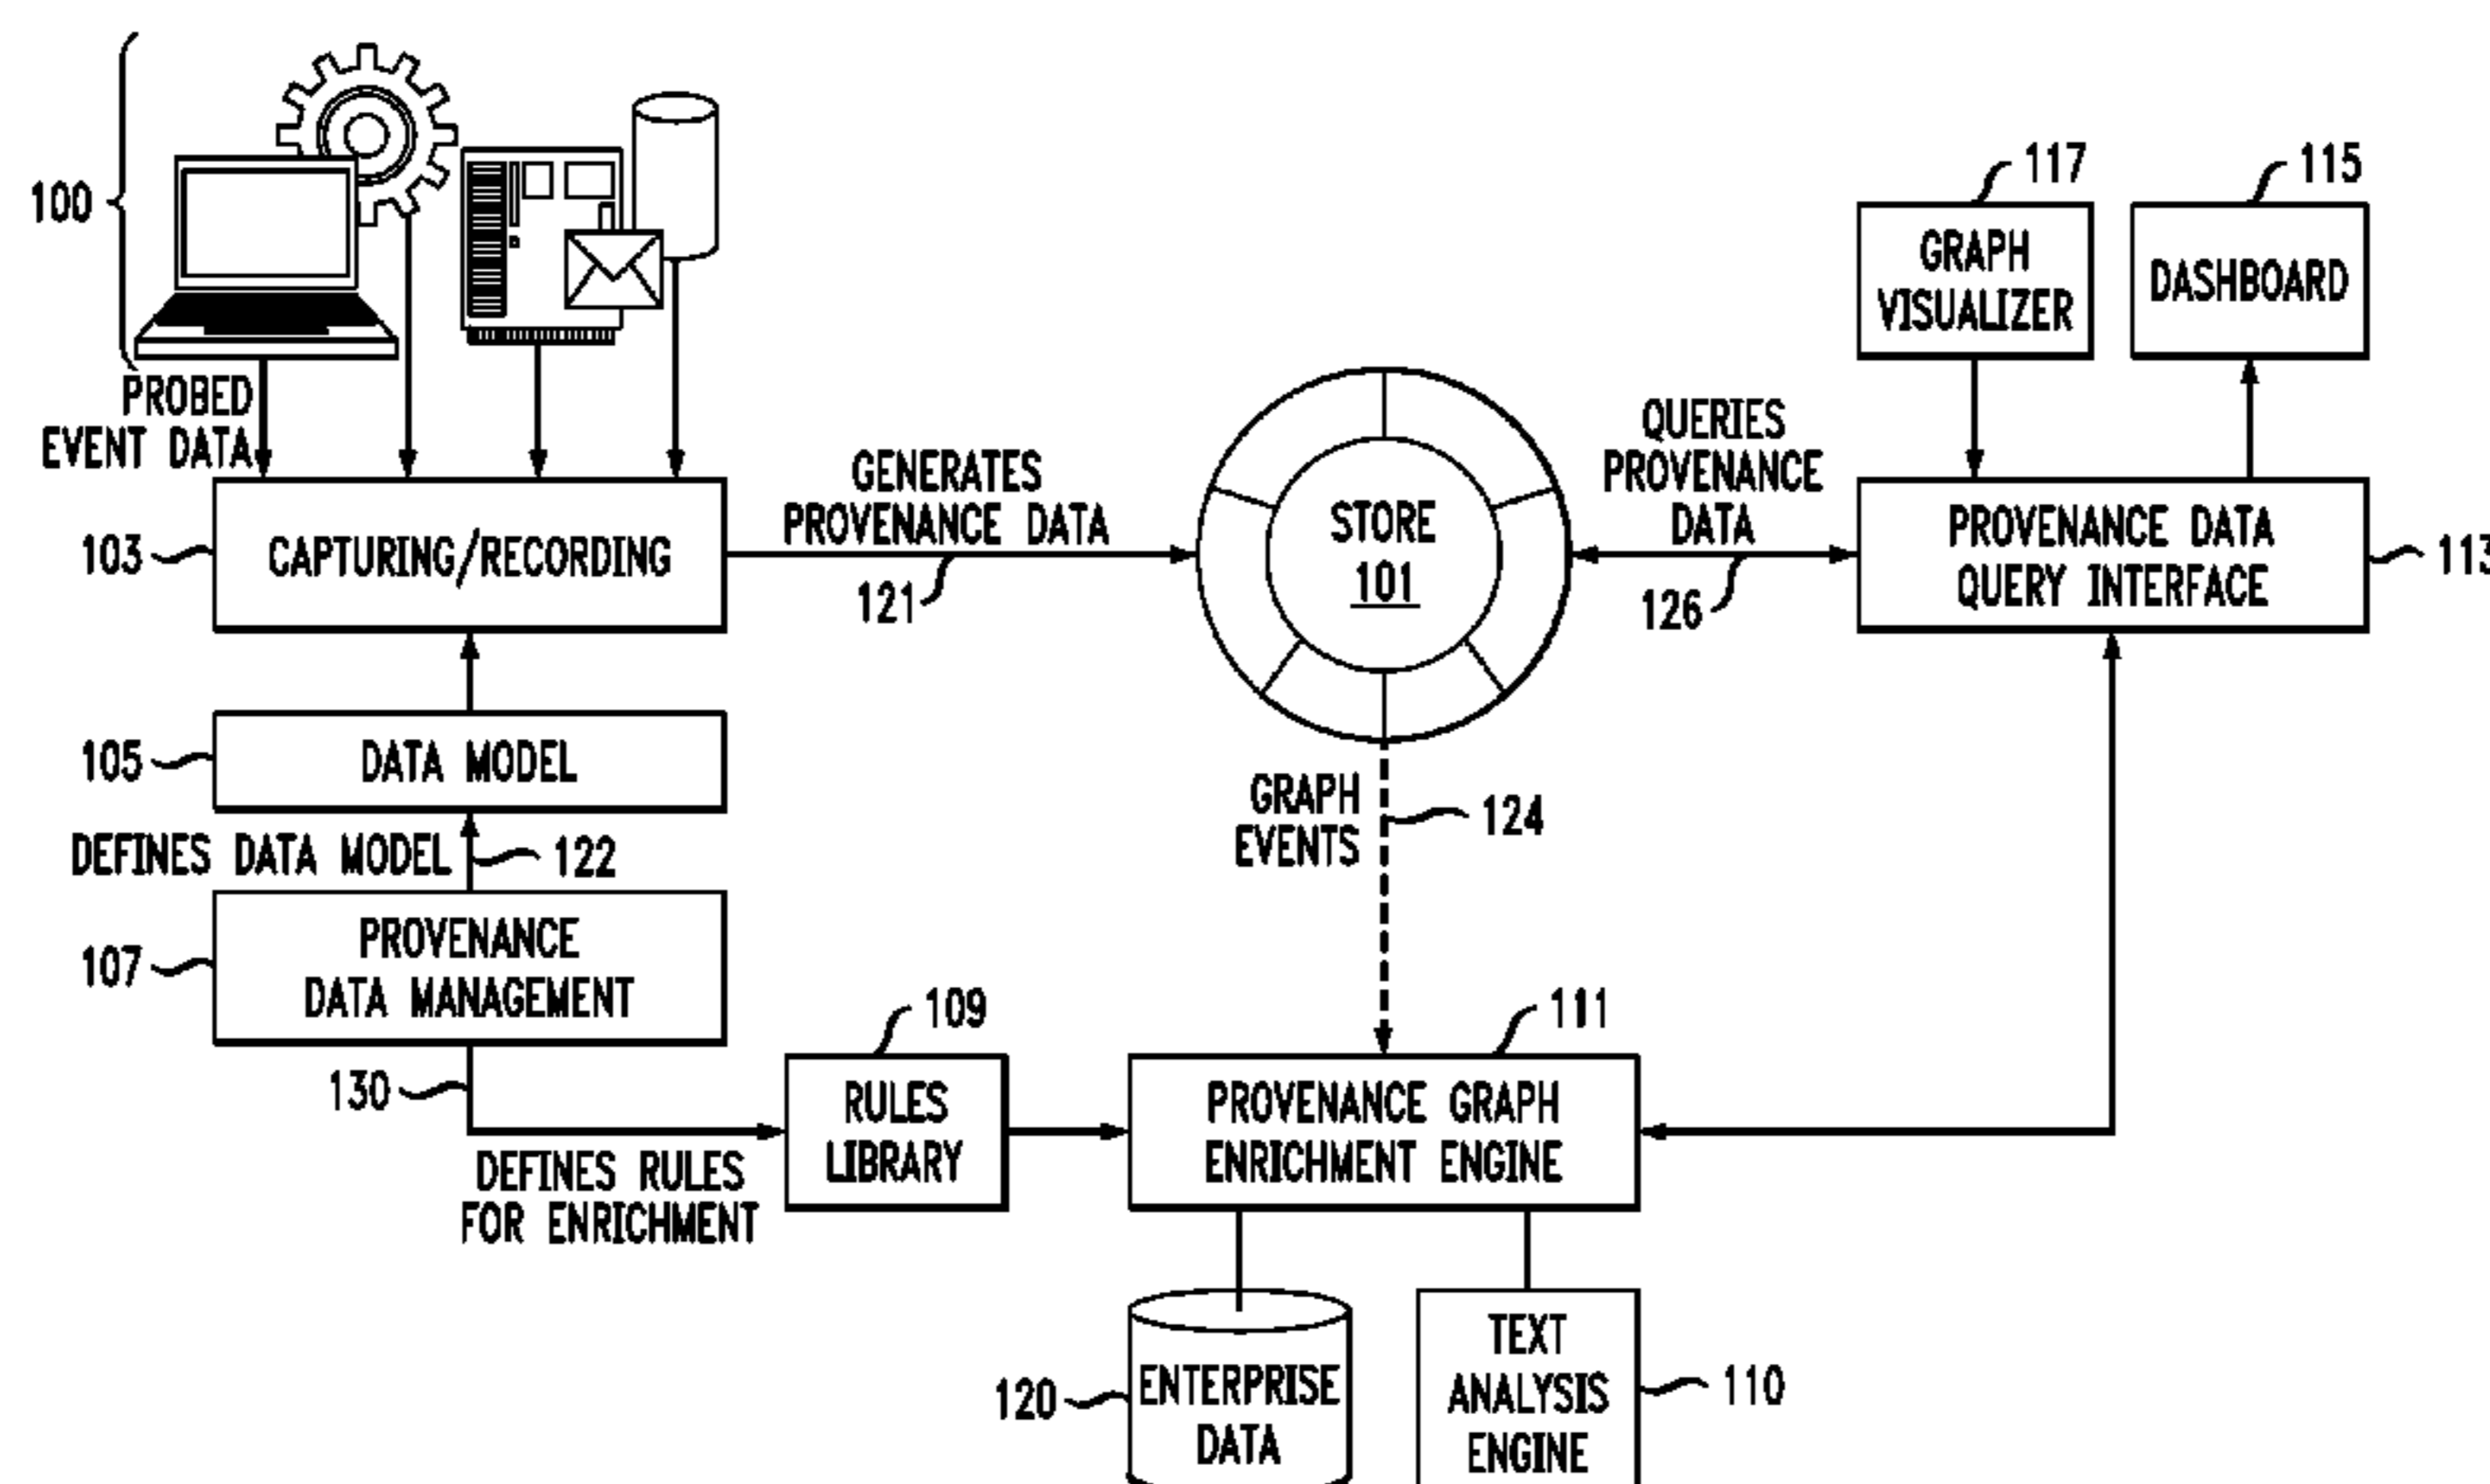 100
PROBED
EVENT DATA
117
115
GRAPH
VISUALIZER
DASHBOARD
103
CAPTURING/RECORDING
GENERATES
PROVENANCE DATA
121
STORE
101
QUERIES
PROVENANCE
DATA
126
PROVENANCE DATA
QUERY INTERFACE
113
105
DATA MODEL
DEFINES DATA MODEL
122
GRAPH
EVENTS
124
107
PROVENANCE
DATA MANAGEMENT
130
DEFINES RULES
FOR ENRICHMENT
109
RULES
LIBRARY
111
PROVENANCE GRAPH
ENRICHMENT ENGINE
120
ENTERPRISE
DATA
TEXT
ANALYSIS
ENGINE
110